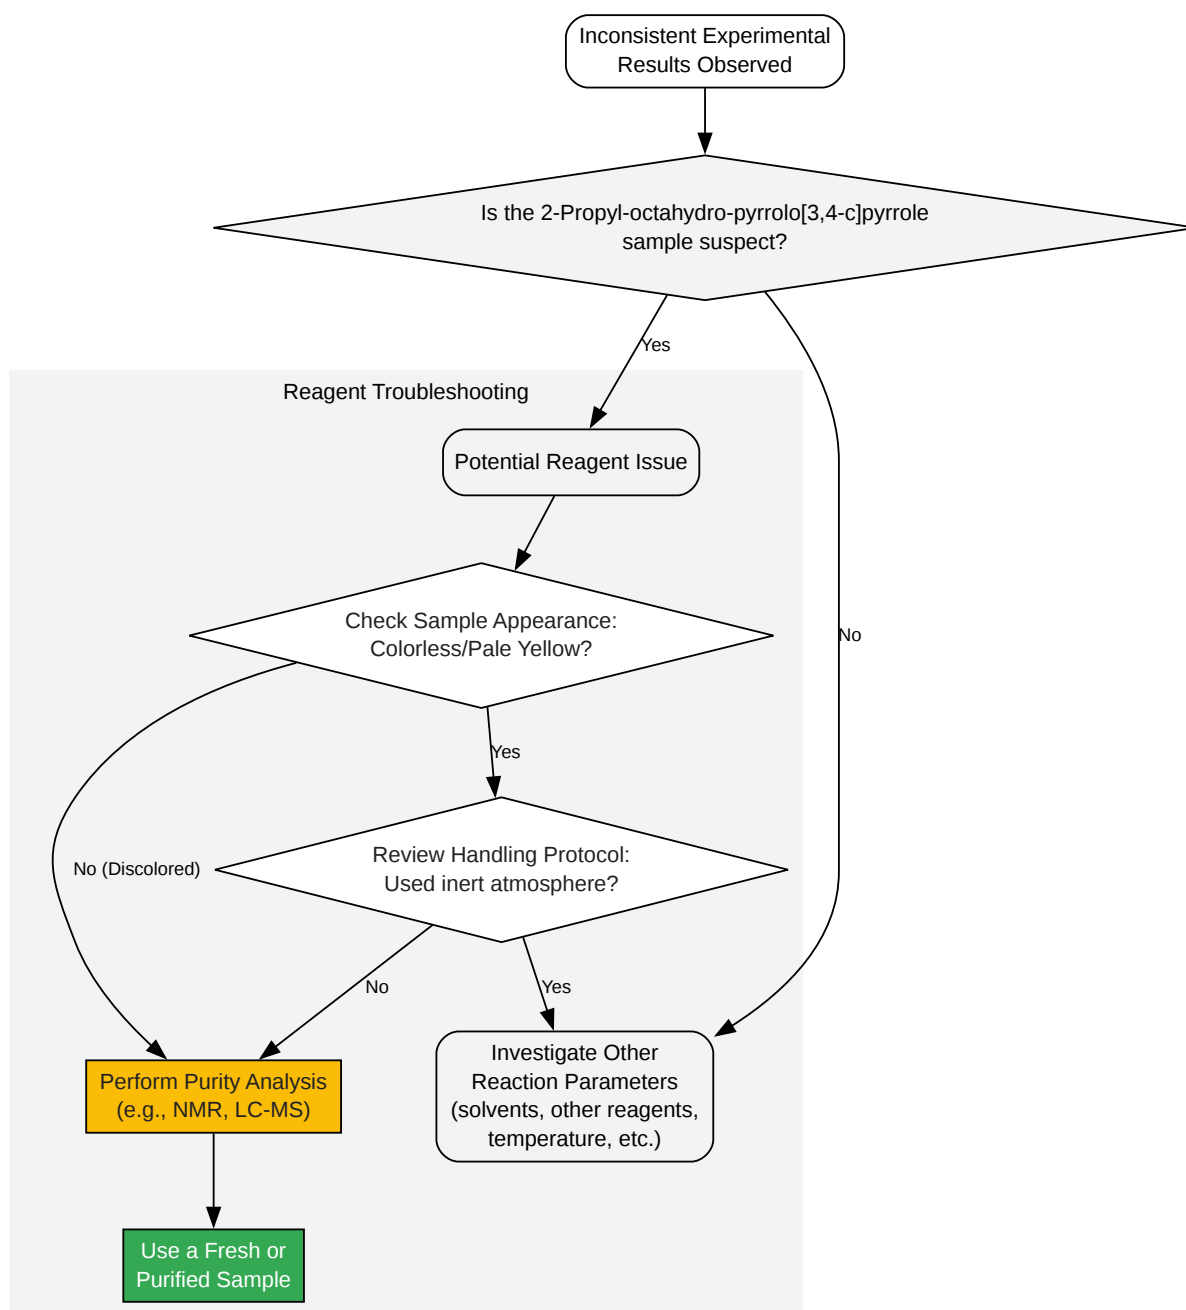 Inconsistent Experimental
Results Observed
Is the 2-Propyl-octahydro-pyrrolo[3,4-c]pyrrole
sample suspect?
Yes
Reagent Troubleshooting
Potential Reagent Issue
Check Sample Appearance:
Colorless/Pale Yellow?
No
Yes
No (Discolored)
Review Handling Protocol:
Used inert atmosphere?
No
Yes
Perform Purity Analysis
(e.g., NMR, LC-MS)
Investigate Other
Reaction Parameters
(solvents, other reagents,
temperature, etc.)
Use a Fresh or
Purified Sample